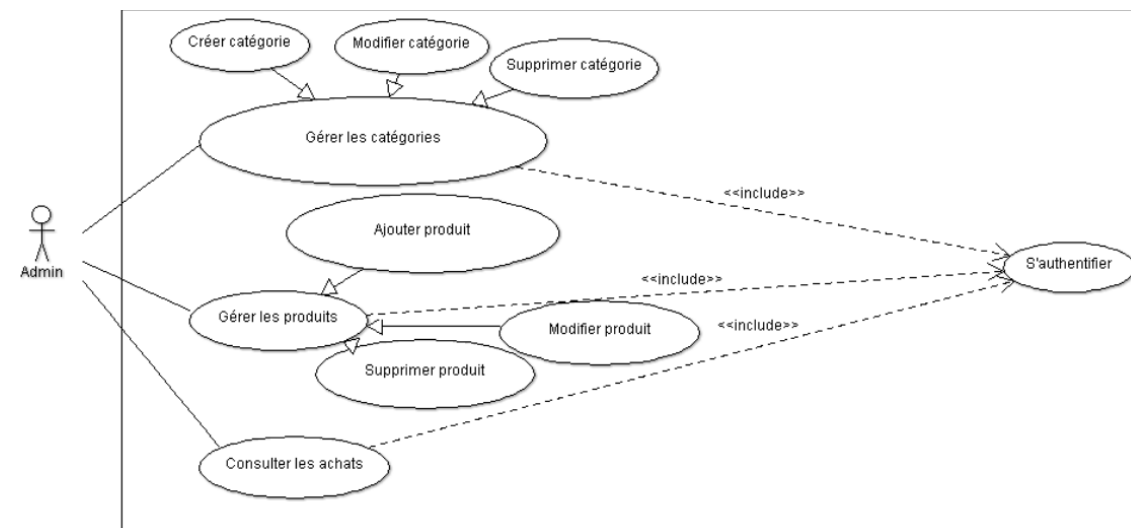 Créer catégorie
Modifier catégorie
Supprimer catégorie
Gérer les catégories
<<include>>
Ajouter produit
Admin
S'authentifier
<<include>>
Gérer les produits
Modifier produit
<<include>>
Supprimer produit
Consulter les achats